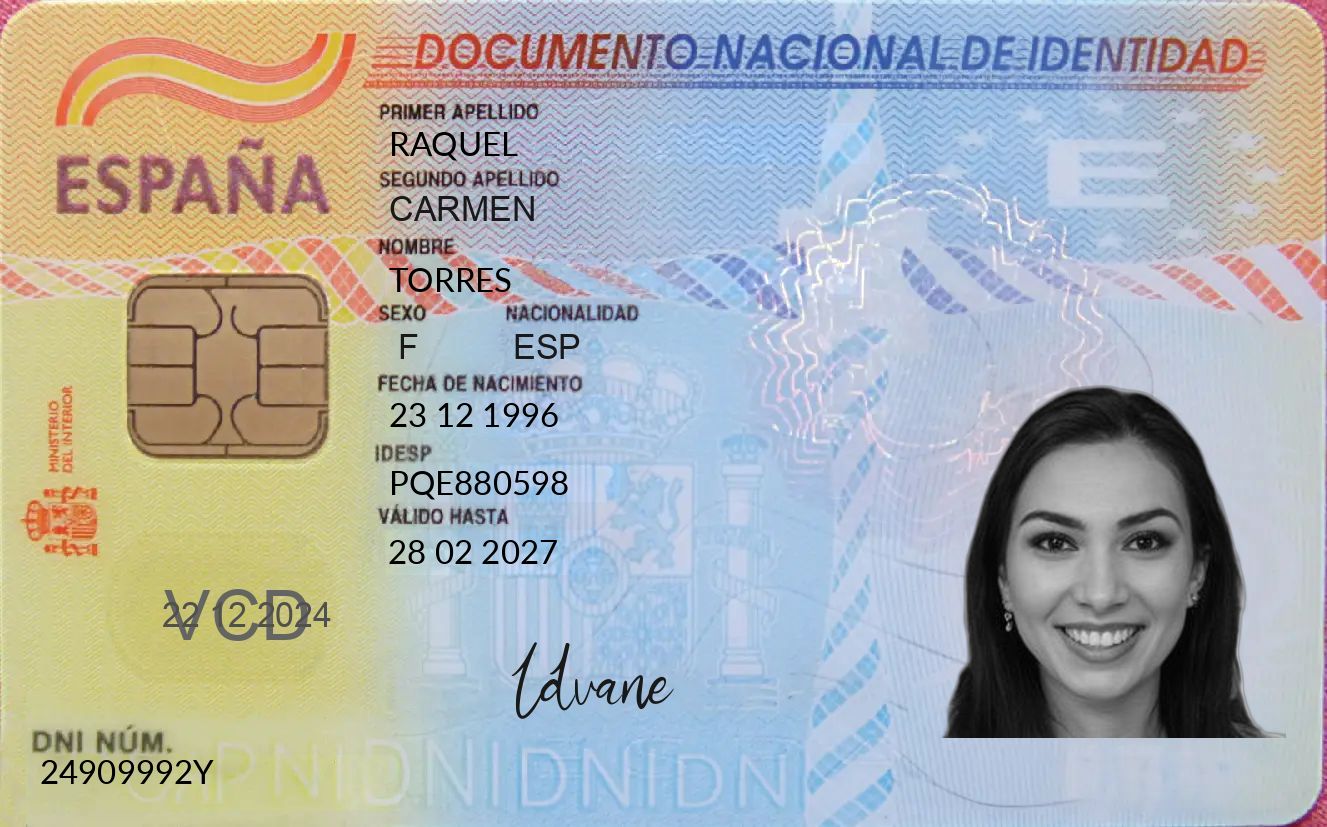 DOCUMENTO NACIONAL DE IDENTIDAD
ESPAÑA
PRIMER APELLIDO
RAQUEL
SEGUNDO APELLIDO
CARMEN
NOMBRE
TORRES
SEXO NACIONALIDAD
F ESP
FECHA DE NACIMIENTO
23 12 1996
IDESP
PQE880598
VÁLIDO HASTA
28 02 2027
MINISTERIO
DEL INTERIOR
E
VCD
22 12 2024
DNI NÚM.
24909992Y